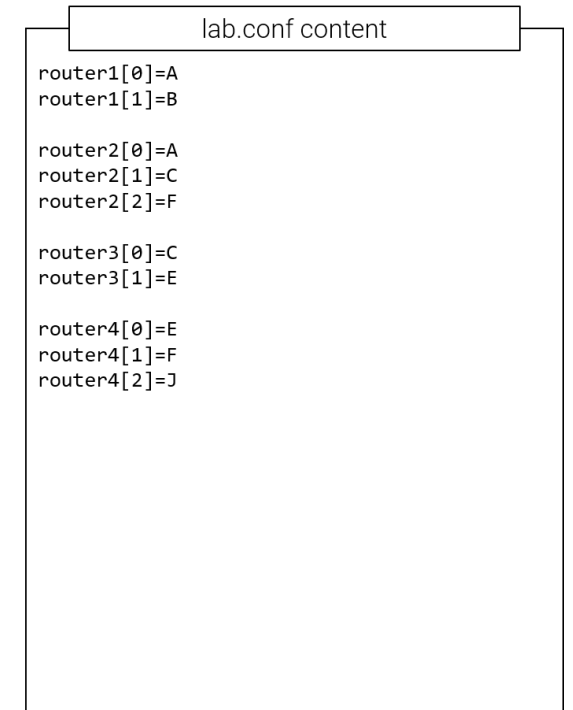 lab.conf content
router1[0]=A
router1[1]=B
router2[0]=A
router2[1]=C
router2[2]=F
router3[0]=C
router3[1]=E
router4[0]=E
router4[1]=F
router4[2]=J